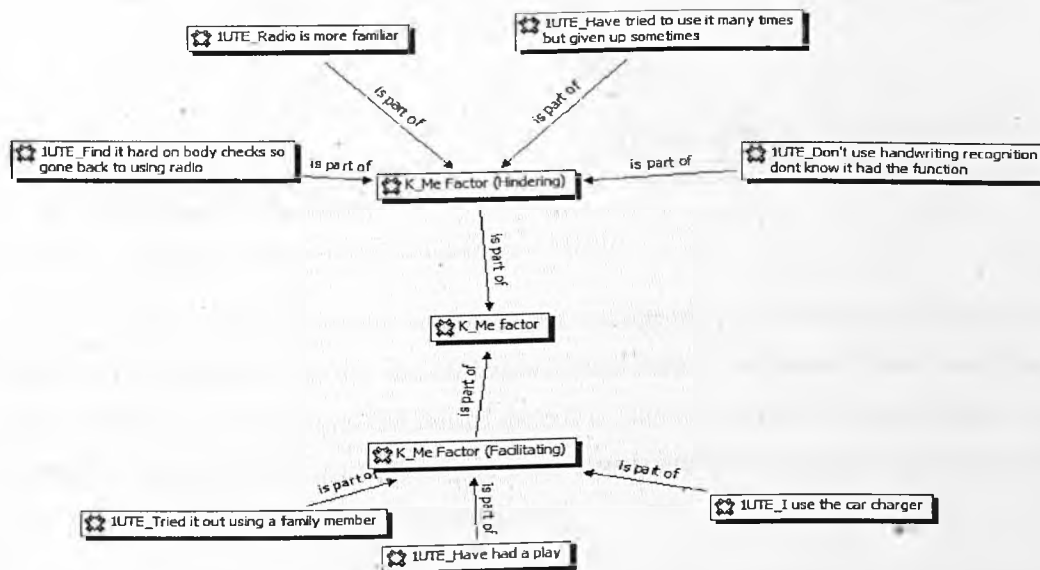 1UTE_Radio is more familiar
1UTE_Have tried to use it many times
but given up sometimes
is part of
is part of
1UTE_Find it hard on body checks so
gone back to using radio
is part of
is part of
1UTE_Don't use handwriting recognition
dont know it had the function
K_Me Factor (Hindering)
is part of
K_Me factor
is part of
K_Me Factor (Facilitating)
is part of
is part of
is part of
1UTE_Tried it out using a family member
1UTE_I use the car charger
1UTE_Have had a play